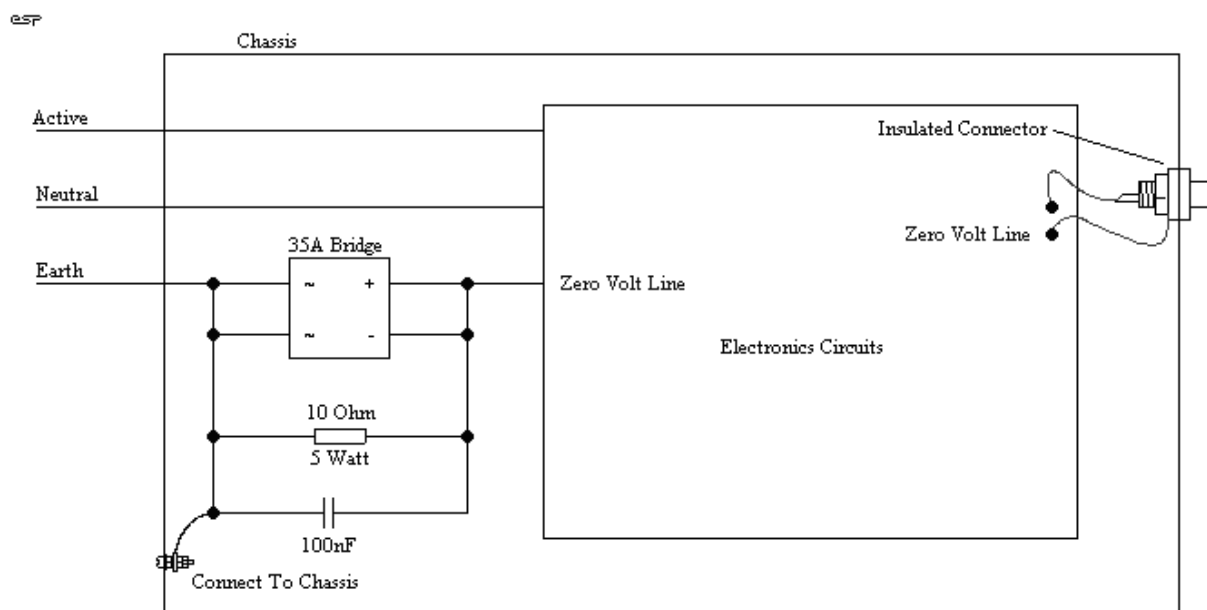 esp
Chassis
Active
Insulated Connector
Neutral
35A Bridge
Zero Volt Line
Earth
~ +
Zero Volt Line
~ -
Electronics Circuits
10 Ohm
5 Watt
100nF
Connect To Chassis